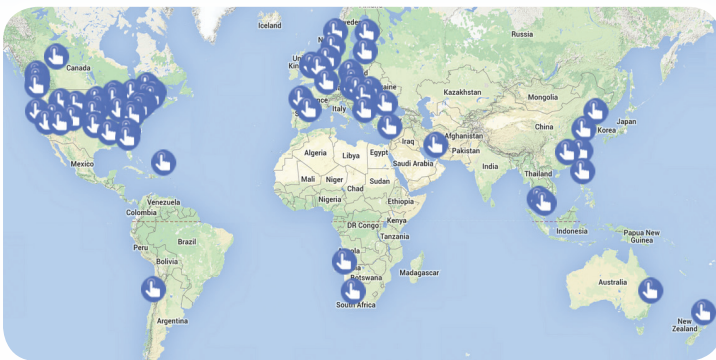 Iceland
Sweden
Russia
Canada
Kazakhstan
Mongolia
Italy
Japan
Korea
China
Afghanistan
Pakistan
Iraq
Algeria
Libya
Egypt
Saudi Arabia
India
Mexico
Mali
Niger
Chad
Sudan
Thailand
Nigeria
Ethiopia
Venezuela
Colombia
Kenya
DR Congo
Tanzania
Indonesia
Papua New
Guinea
Peru
Brazil
Bolivia
Botswana
Madagascar
Australia
South Africa
Argentina
New
Zealand